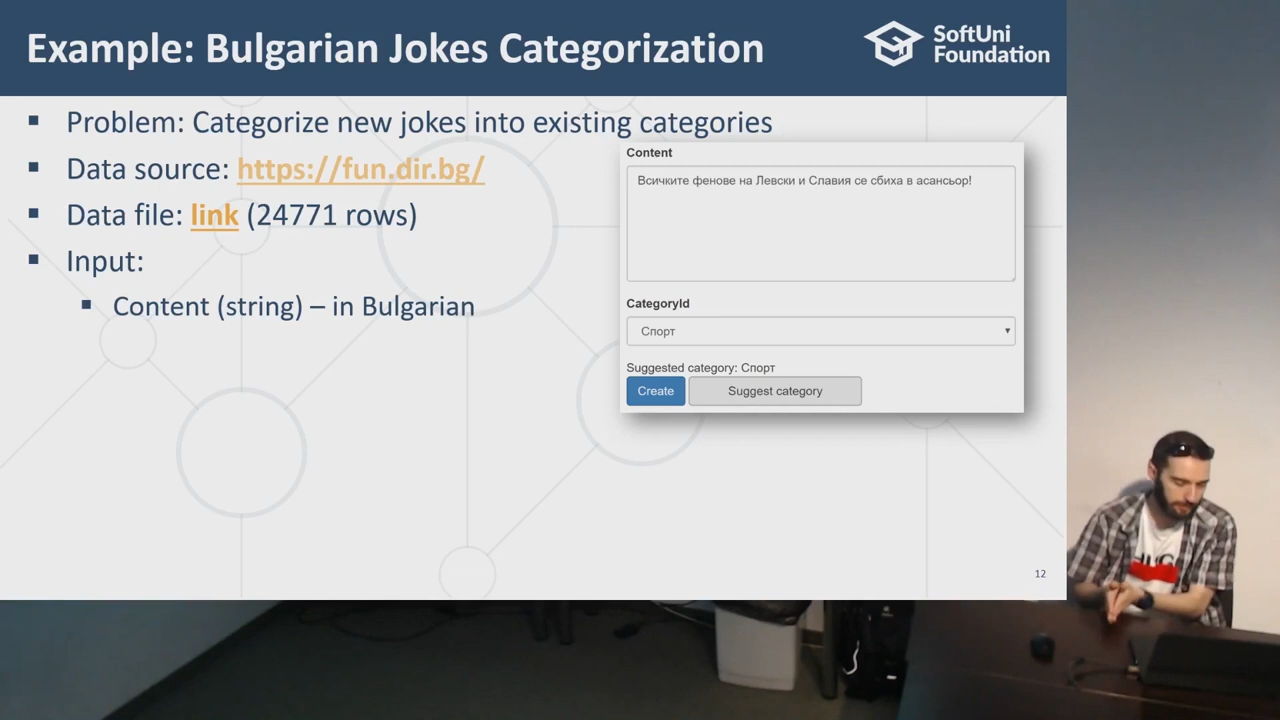 Example: Bulgarian Jokes Categorization
SoftUni
Foundation
Problem: Categorize new jokes into existing categories
Data source: https://fun.dir.bg/
Data file: link (24771 rows)
Input:
Content (string) – in Bulgarian
Content
Всичките фенове на Левски и Славия се сбиха в асансьор!
CategoryId
Спорт
Suggested category: Спорт
Create
Suggest category
12